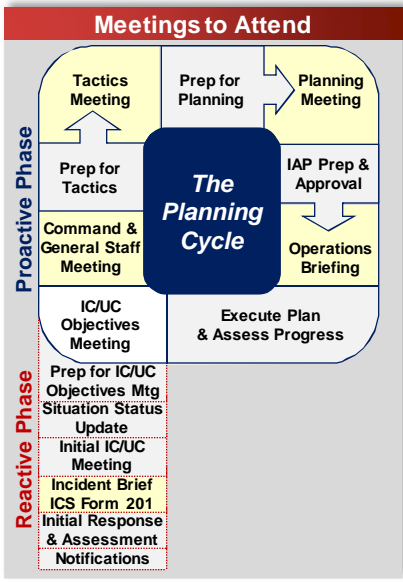 Meetings to Attend
Tactics
Meeting
Prep for
Planning
Planning
Meeting
Prep for
Tactics
The
Planning
Cycle
IAP Prep &
Approval
Command &
General Staff
Meeting
Operations
Briefing
IC/UC
Objectives
Meeting
Execute Plan
& Assess Progress
Proactive Phase
Prep for IC/UC
Objectives Mtg
Situation Status
Update
Initial IC/UC
Meeting
Incident Brief
ICS Form 201
Initial Response
& Assessment
Notifications
Reactive Phase